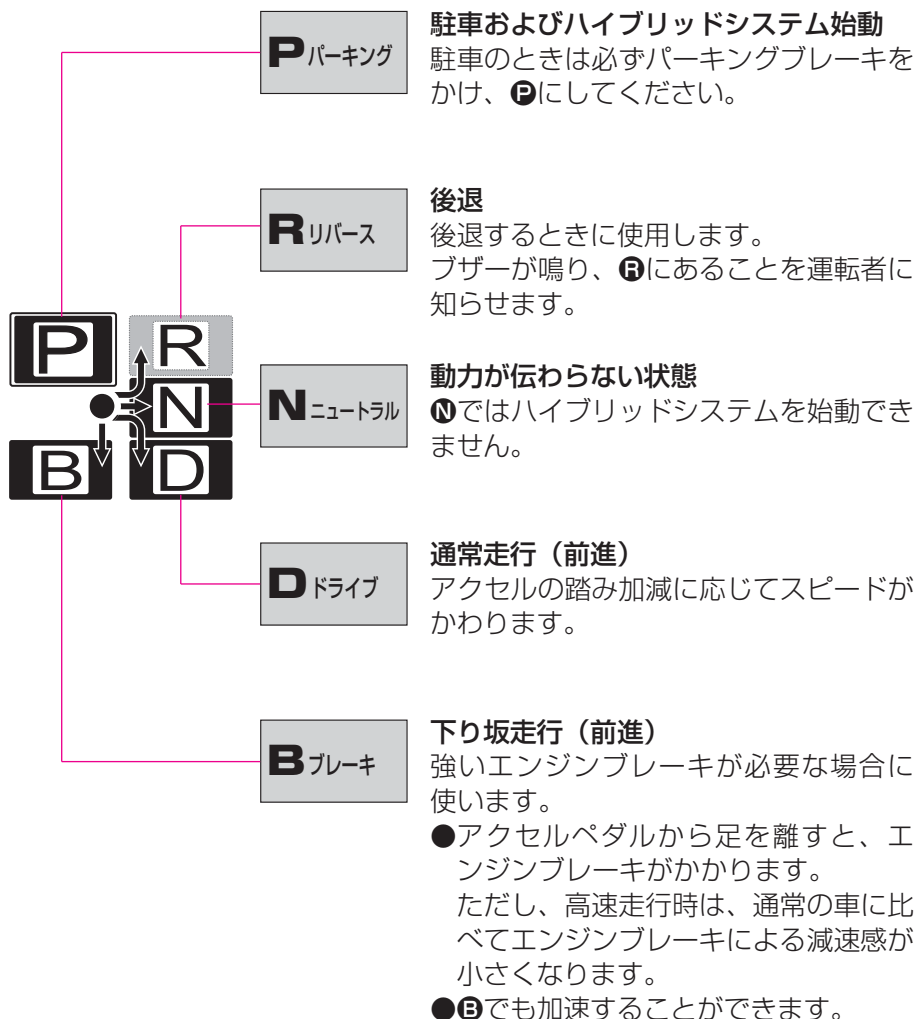 Pパーキング
駐車およびハイブリッドシステム始動
駐車のときは必ずパーキングブレーキを
かけ、Pにしてください。
Rリバース
後退
後退するときに使用します。
ブザーが鳴り、Rにあることを運転者に
知らせます。
P R
N
B D
Nニュートラル
動力が伝わらない状態
Nではハイブリッドシステムを始動でき
ません。
Dドライブ
通常走行（前進）
アクセルの踏み加減に応じてスピードが
かわります。
Bブレーキ
下り坂走行（前進）
強いエンジンブレーキが必要な場合に
使います。
●アクセルペダルから足を離すと、エ
ンジンブレーキがかかります。
ただし、高速走行時は、通常の車に比
べてエンジンブレーキによる減速感が
小さくなります。
●Bでも加速することができます。